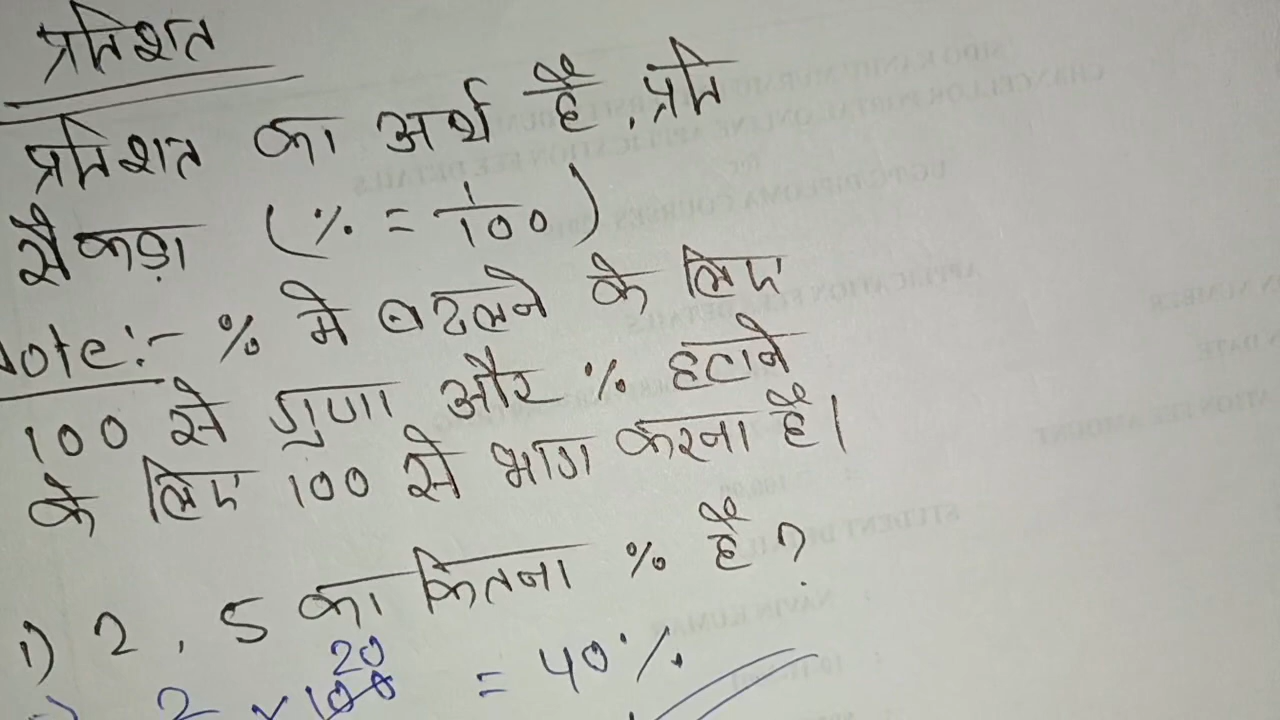 प्रतिशत
प्रतिशत का अर्थ है, प्रति
सैकड़ा (% = 1/100)
Note:- % में बदलने के लिए
100 से गुणा और % हटाने
के लिए 100 से भाग करना है।
1) 2, 5 का कितना % है?
20
2 × 100 = 40%